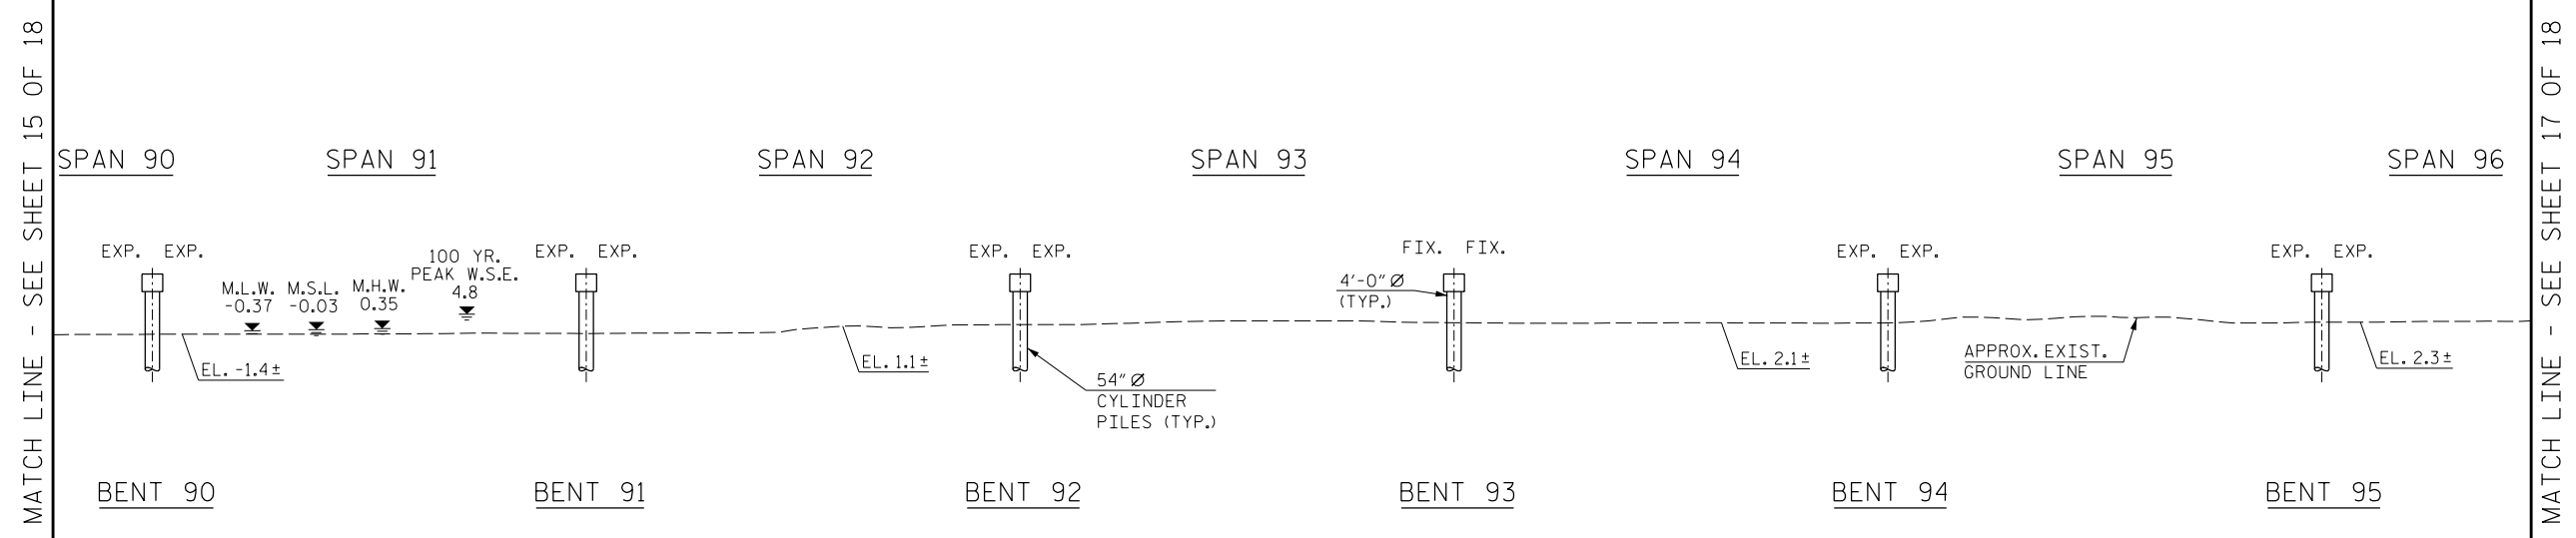 MATCH LINE - SEE SHEET 15 OF 18
SPAN 90
SPAN 91
SPAN 92
SPAN 93
SPAN 94
SPAN 95
SPAN 96
EXP. EXP.
M.L.W.
-0.37
M.S.L.
-0.03
M.H.W.
0.35
100 YR.
PEAK W.S.E.
4.8
EXP. EXP.
EXP. EXP.
FIX. FIX.
4'-0" Ø
(TYP.)
EXP. EXP.
EXP. EXP.
EL. -1.4±
EL. 1.1±
54" Ø
CYLINDER
PILES (TYP.)
EL. 2.1±
APPROX. EXIST.
GROUND LINE
EL. 2.3±
BENT 90
BENT 91
BENT 92
BENT 93
BENT 94
BENT 95
MATCH LINE - SEE SHEET 17 OF 18